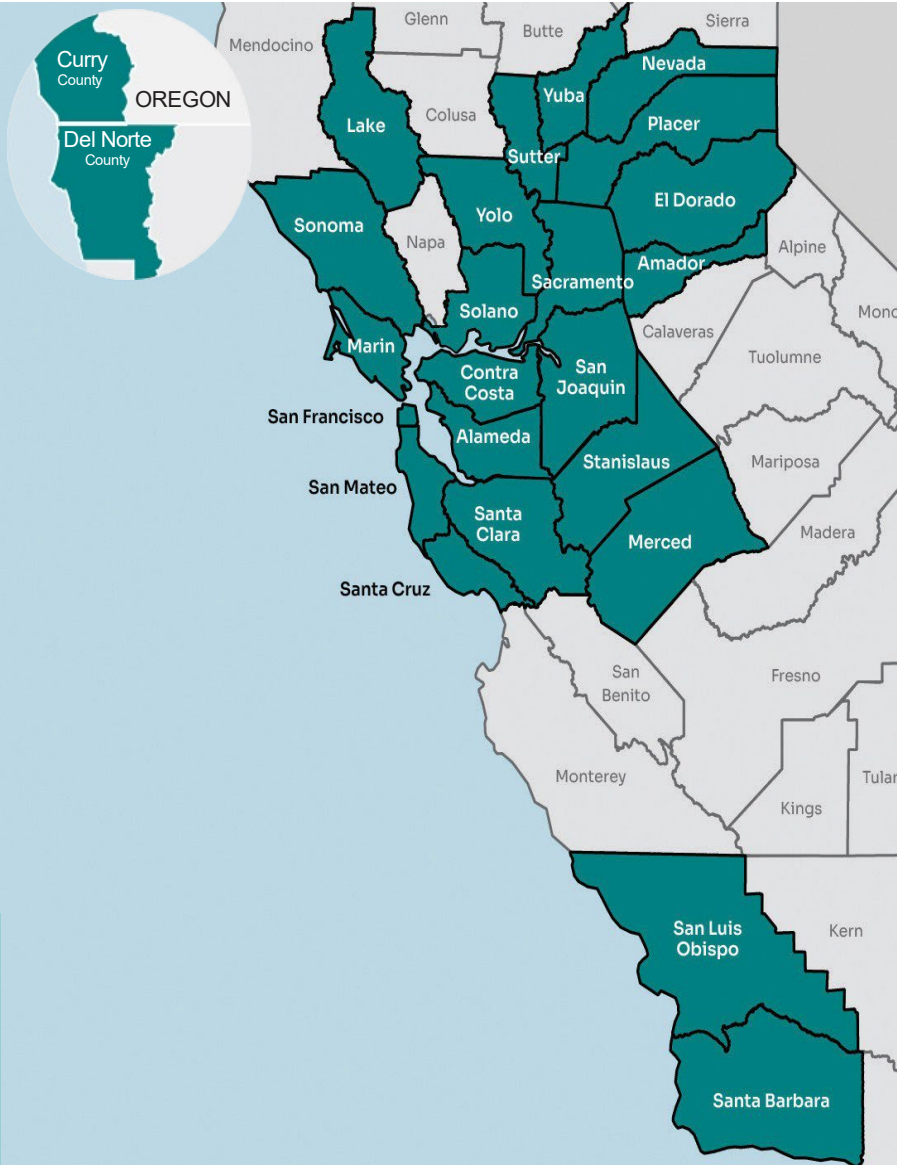 Glenn
Sierra
Butte
Mendocino
Curry
County
Nevada
Yuba
OREGON
Colusa
Placer
Lake
Del Norte
County
Sutter
El Dorado
Yolo
Sonoma
Napa
Alpine
Amador
Sacramento
Solano
Mono
Calaveras
Marin
Tuolumne
Contra
Costa
San
Joaquin
San Francisco
Alameda
Stanislaus
Mariposa
San Mateo
Santa
Clara
Madera
Merced
Santa Cruz
San
Benito
Fresno
Monterey
Tular
Kings
San Luis
Obispo
Kern
Santa Barbara